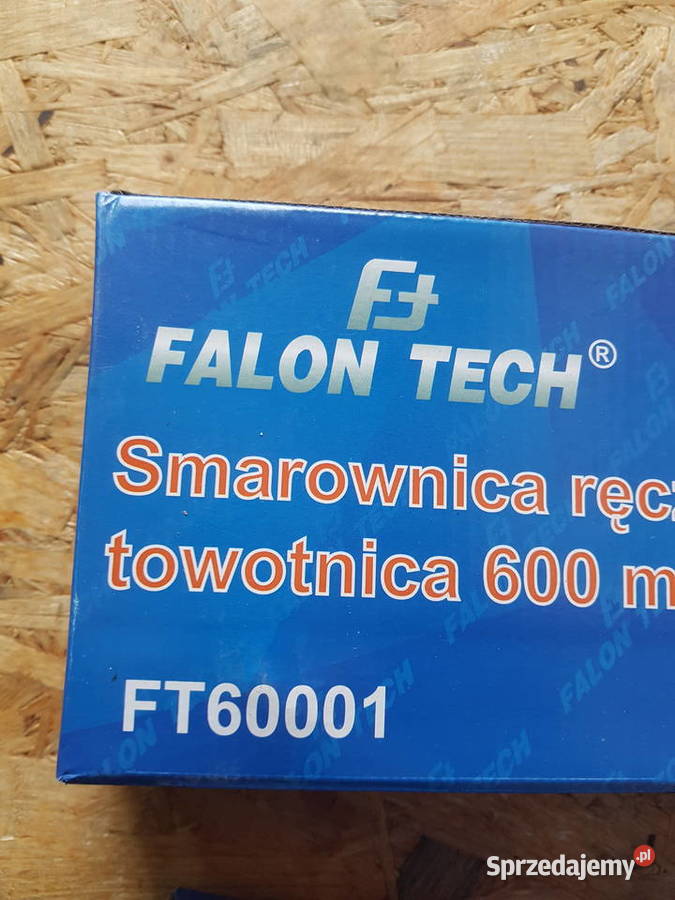 Ft
FALON TECH®
Smarownica ręcz
towotnica 600 m
FT60001
Sprzedajemy.pl